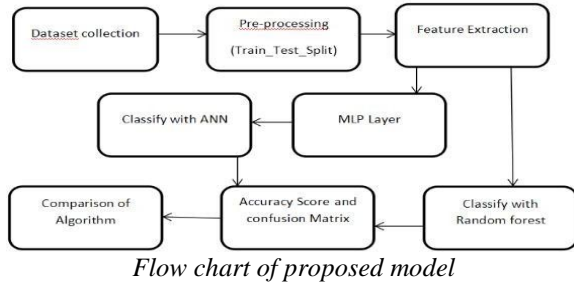 Dataset collection
Pre-processing
(Train_Test_Split)
Feature Extraction
Classify with ANN
MLP Layer
Comparison of
Algorithm
Accuracy Score and
confusion Matrix
Classify with
Random forest
Flow chart of proposed model